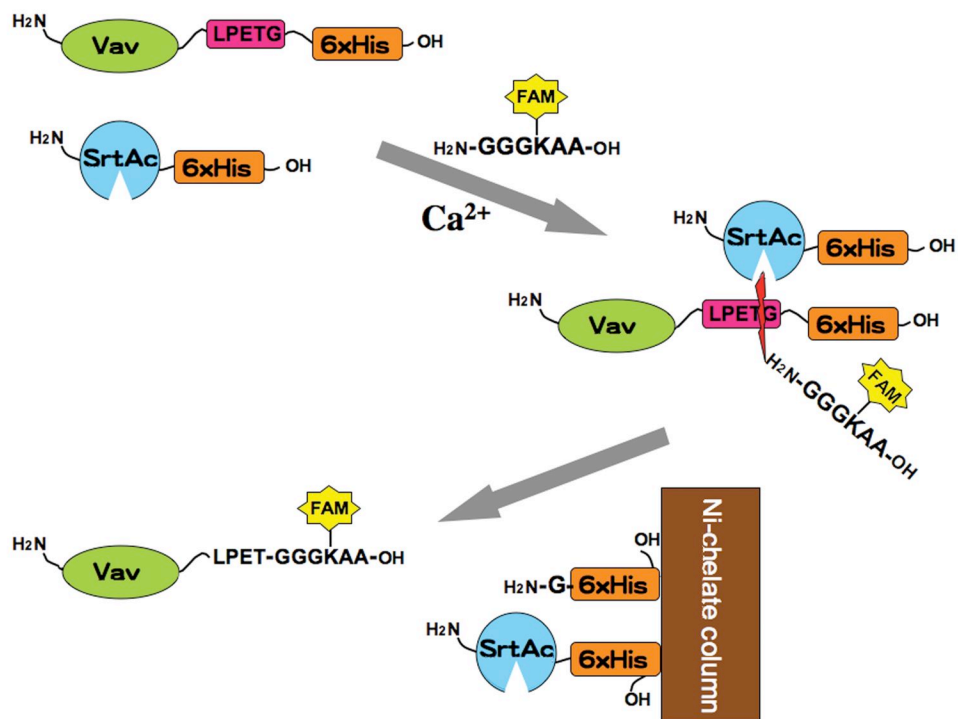 H2N
Vav
LPETG
6xHis
OH
H2N
SrtAc
6xHis
OH
FAM
H2N-GGGKAA-OH
Ca2+
H2N
SrtAc
6xHis
OH
H2N
Vav
LPETG
6xHis
OH
H2N-GGGKAA-OH
FAM
H2N
Vav
FAM
LPET-GGGKAA-OH
OH
H2N-G-6xHis
H2N
SrtAc
6xHis
OH
Ni-chelate column